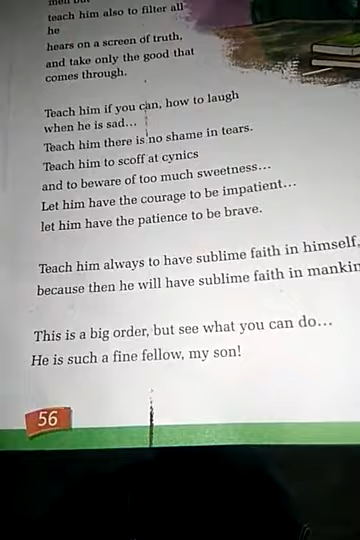 men but
teach him also to filter all
he
hears on a screen of truth,
and take only the good that
comes through.
Teach him if you can, how to laugh
when he is sad...
Teach him there is no shame in tears.
Teach him to scoff at cynics
and to beware of too much sweetness...
Let him have the courage to be impatient...
let him have the patience to be brave.
Teach him always to have sublime faith in himself,
because then he will have sublime faith in mankin
This is a big order, but see what you can do...
He is such a fine fellow, my son!
56